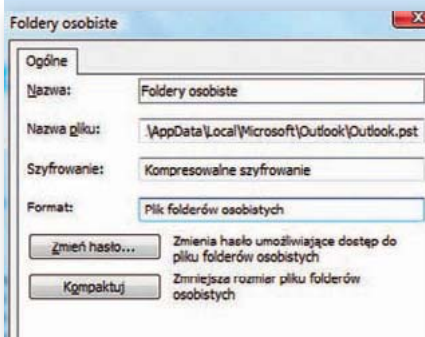 Foldery osobiste
Ogólne
Nazwa: Foldery osobiste
Nazwa pliku: .\AppData\Local\Microsoft\Outlook\Outlook.pst
Szyfrowanie: Kompresowalne szyfrowanie
Format: Plik folderów osobistych
Zmień hasło... Zmienia hasło umożliwiające dostęp do
pliku folderów osobistych
Kompaktuj Zmniejsza rozmiar pliku folderów
osobistych